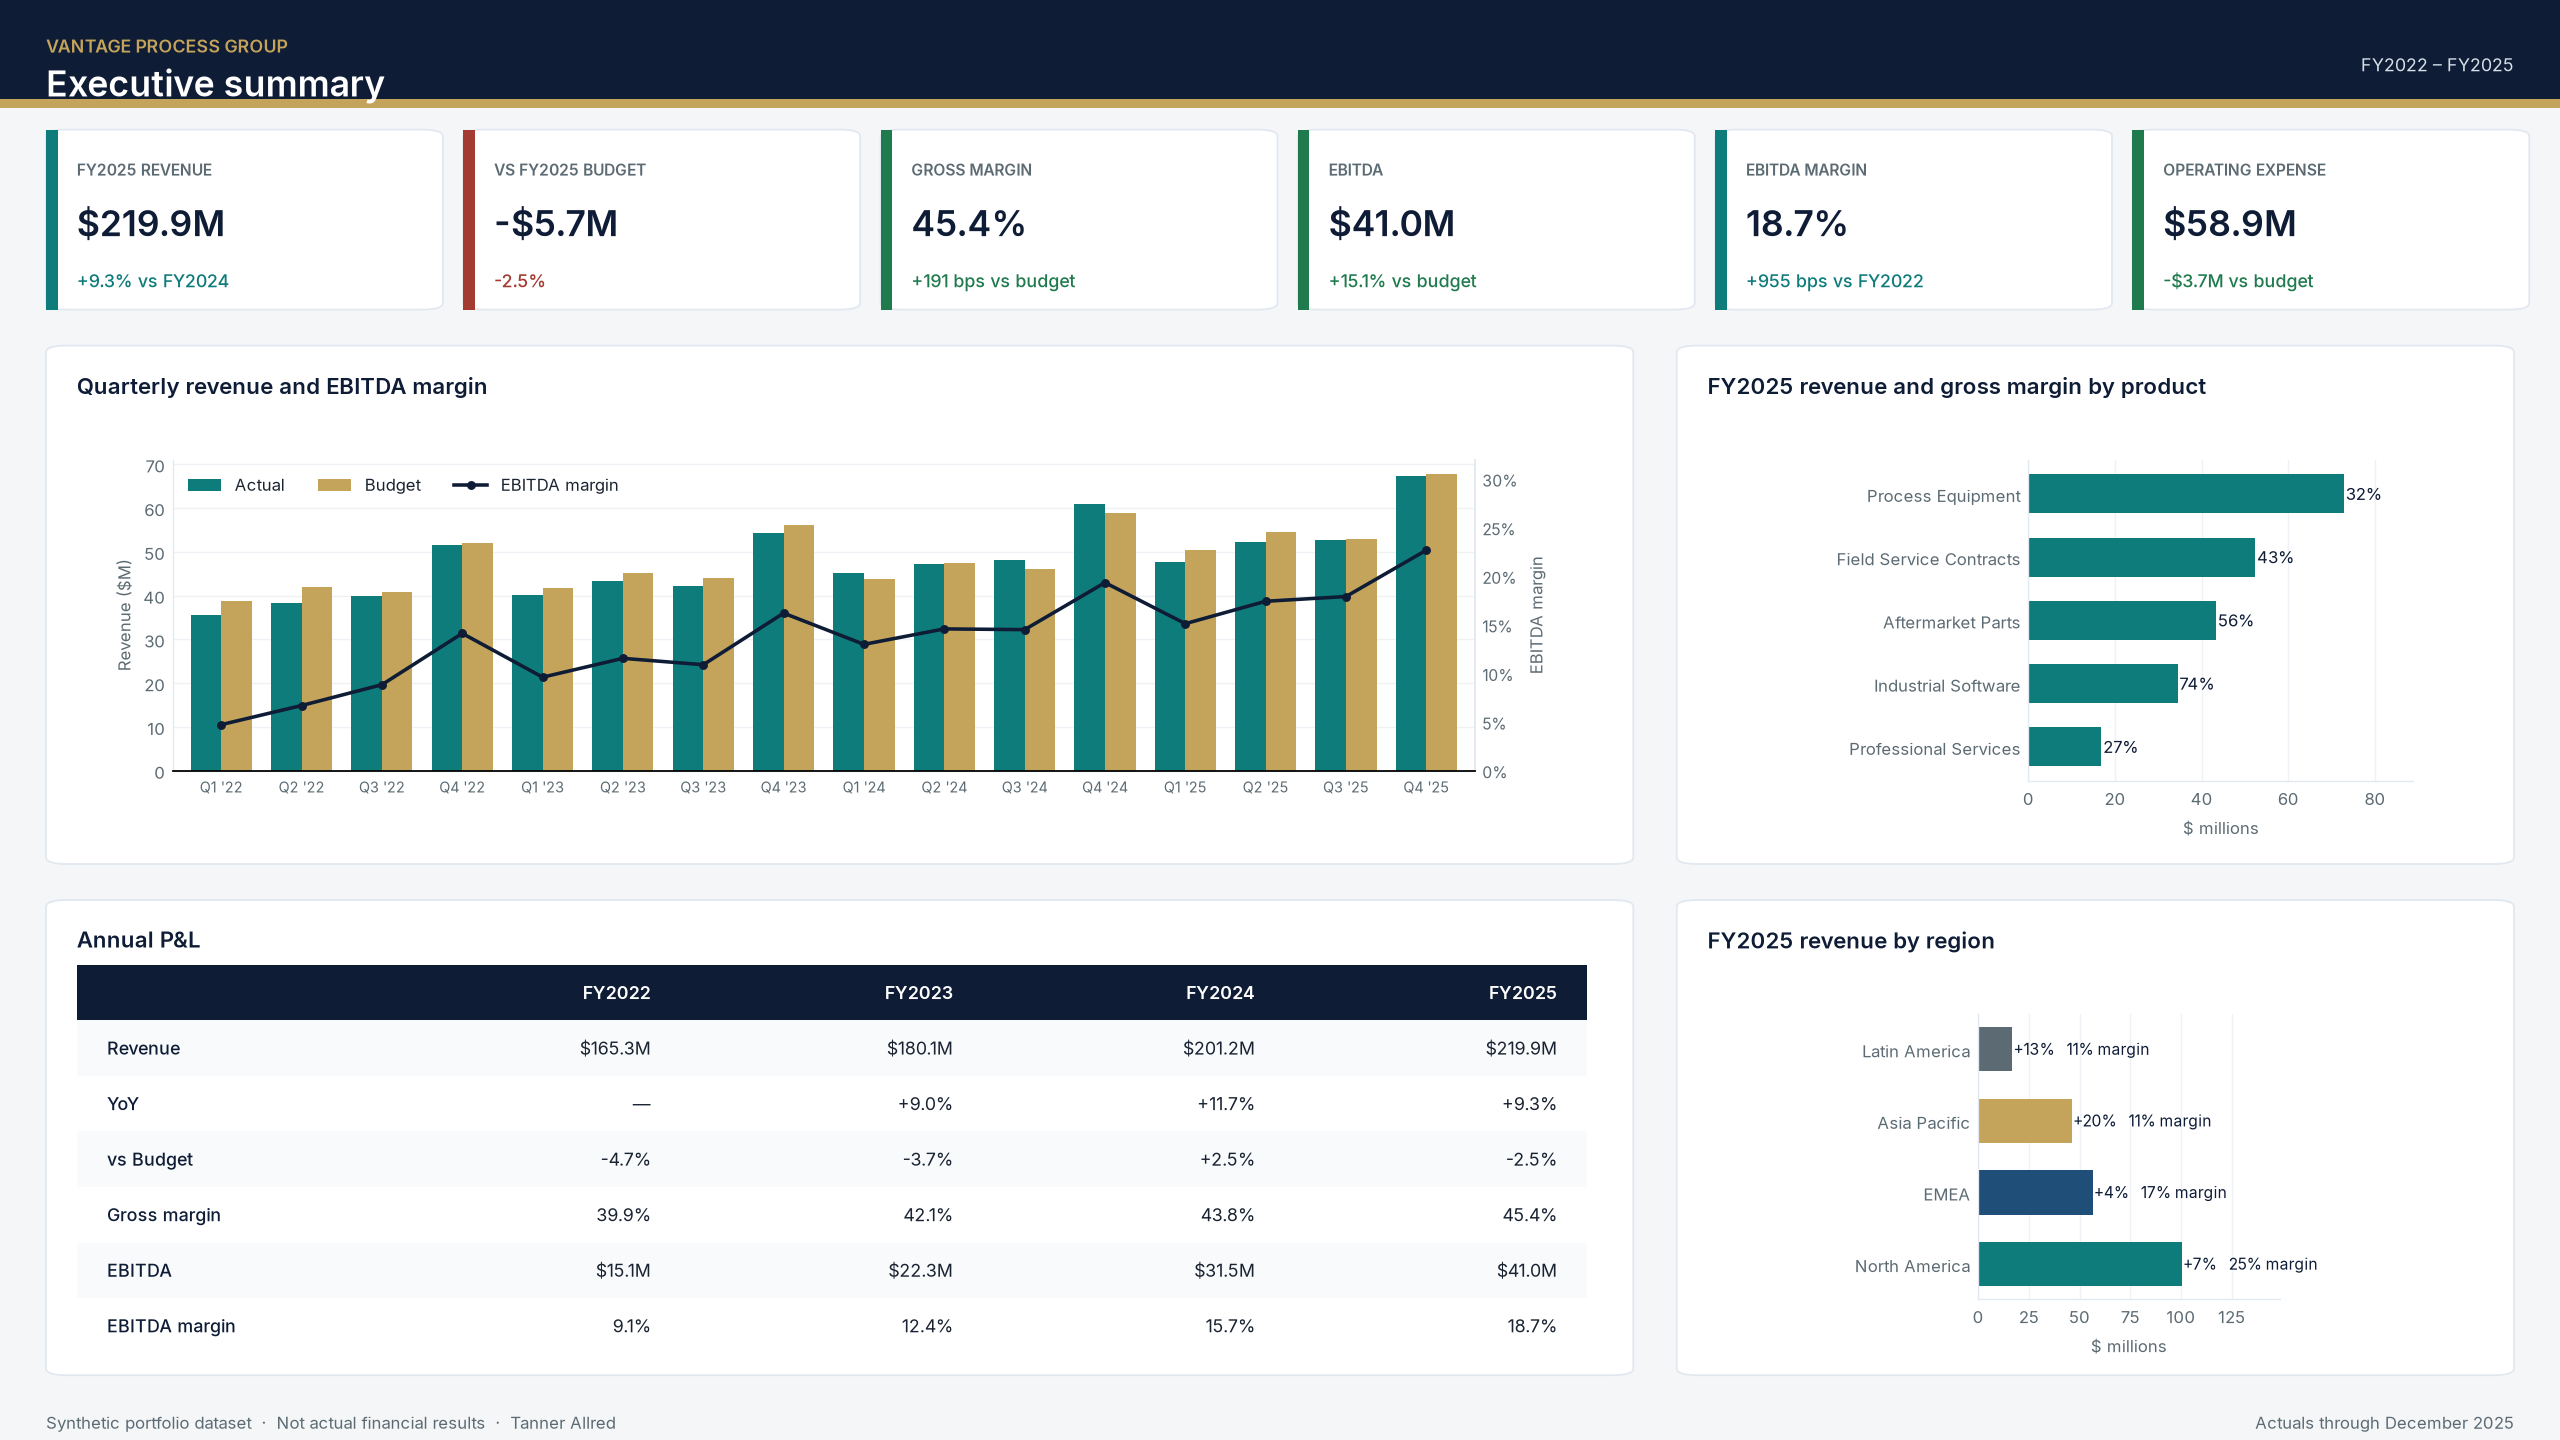 VANTAGE PROCESS GROUP
Executive summary
FY2022 – FY2025
FY2025 REVENUE
$219.9M
+9.3% vs FY2024
VS FY2025 BUDGET
-$5.7M
-2.5%
GROSS MARGIN
45.4%
+191 bps vs budget
EBITDA
$41.0M
+15.1% vs budget
EBITDA MARGIN
18.7%
+955 bps vs FY2022
OPERATING EXPENSE
$58.9M
-$3.7M vs budget
Quarterly revenue and EBITDA margin
Actual Budget EBITDA margin
Revenue ($M)
70
60
50
40
30
20
10
0
30%
25%
20%
15%
10%
5%
0%
EBITDA margin
Q1 '22 Q2 '22 Q3 '22 Q4 '22 Q1 '23 Q2 '23 Q3 '23 Q4 '23 Q1 '24 Q2 '24 Q3 '24 Q4 '24 Q1 '25 Q2 '25 Q3 '25 Q4 '25
FY2025 revenue and gross margin by product
Process Equipment 32%
Field Service Contracts 43%
Aftermarket Parts 56%
Industrial Software 74%
Professional Services 27%
0 20 40 60 80
$ millions
Annual P&L
FY2022 FY2023 FY2024 FY2025
Revenue $165.3M $180.1M $201.2M $219.9M
YoY — +9.0% +11.7% +9.3%
vs Budget -4.7% -3.7% +2.5% -2.5%
Gross margin 39.9% 42.1% 43.8% 45.4%
EBITDA $15.1M $22.3M $31.5M $41.0M
EBITDA margin 9.1% 12.4% 15.7% 18.7%
FY2025 revenue by region
Latin America +13% 11% margin
Asia Pacific +20% 11% margin
EMEA +4% 17% margin
North America +7% 25% margin
0 25 50 75 100 125
$ millions
Synthetic portfolio dataset · Not actual financial results · Tanner Allred
Actuals through December 2025